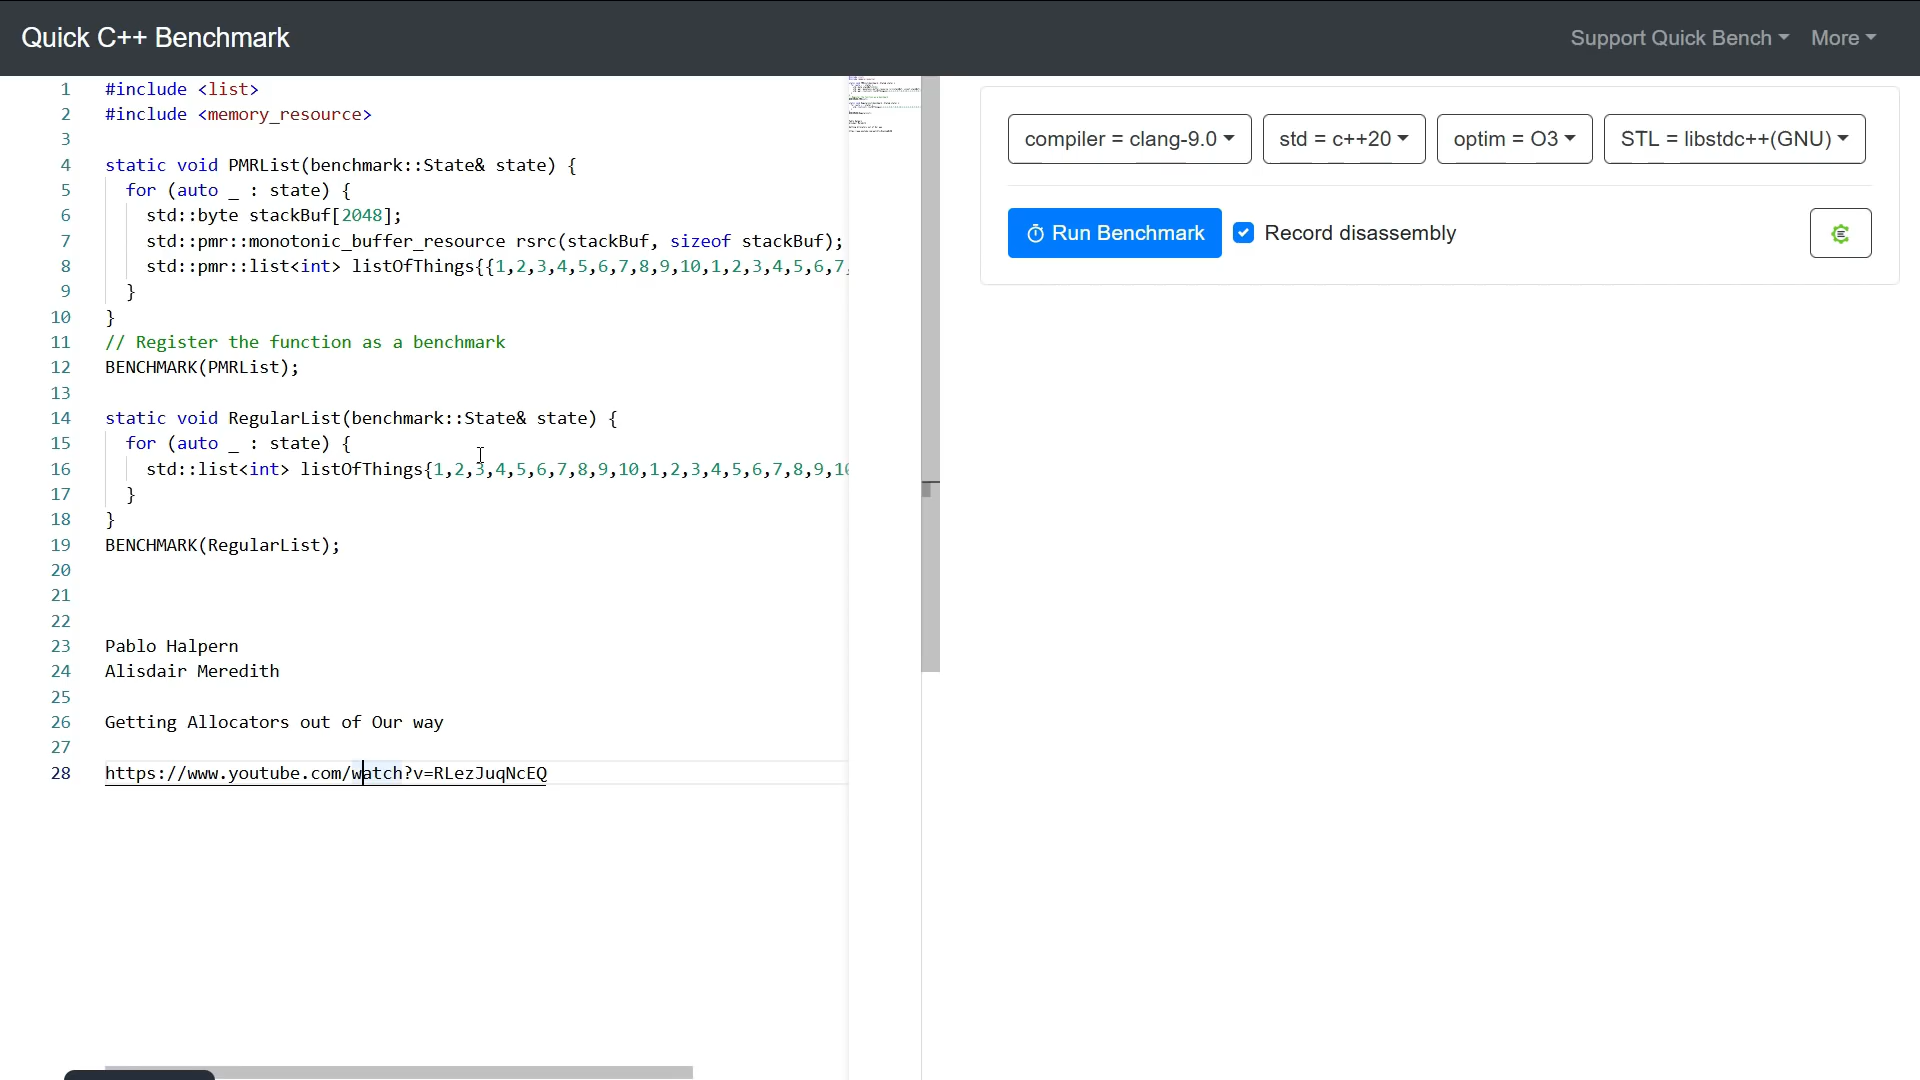 Quick C++ Benchmark
Support Quick Bench
More
1 #include <list>
2 #include <memory_resource>
3
4 static void PMRList(benchmark::State& state) {
5 for (auto _ : state) {
6 std::byte stackBuf[2048];
7 std::pmr::monotonic_buffer_resource rsrc(stackBuf, sizeof stackBuf);
8 std::pmr::list<int> listOfThings{{1,2,3,4,5,6,7,8,9,10,1,2,3,4,5,6,7,
9 }
10 }
11 // Register the function as a benchmark
12 BENCHMARK(PMRList);
13
14 static void RegularList(benchmark::State& state) {
15 for (auto _ : state) {
16 std::list<int> listOfThings{1,2,3,4,5,6,7,8,9,10,1,2,3,4,5,6,7,8,9,10
17 }
18 }
19 BENCHMARK(RegularList);
20
21
22
23 Pablo Halpern
24 Alisdair Meredith
25
26 Getting Allocators out of Our way
27
28 https://www.youtube.com/watch?v=RLezJuqNcEQ
compiler = clang-9.0
std = c++20
optim = O3
STL = libstdc++(GNU)
Run Benchmark
Record disassembly